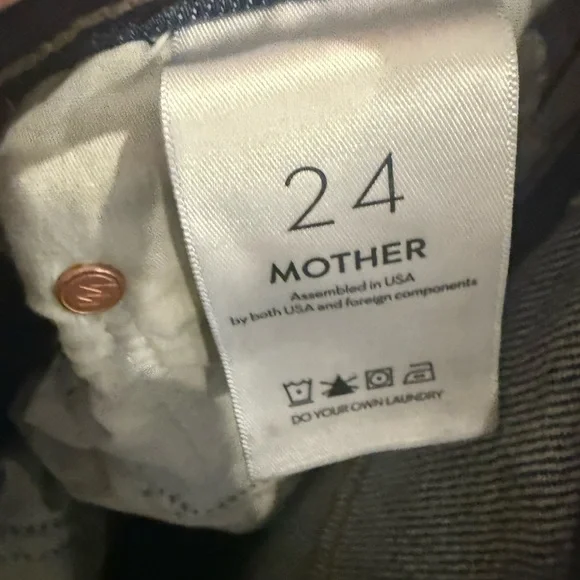 24
MOTHER
Assembled in USA
by both USA and foreign components
DO YOUR OWN LAUNDRY